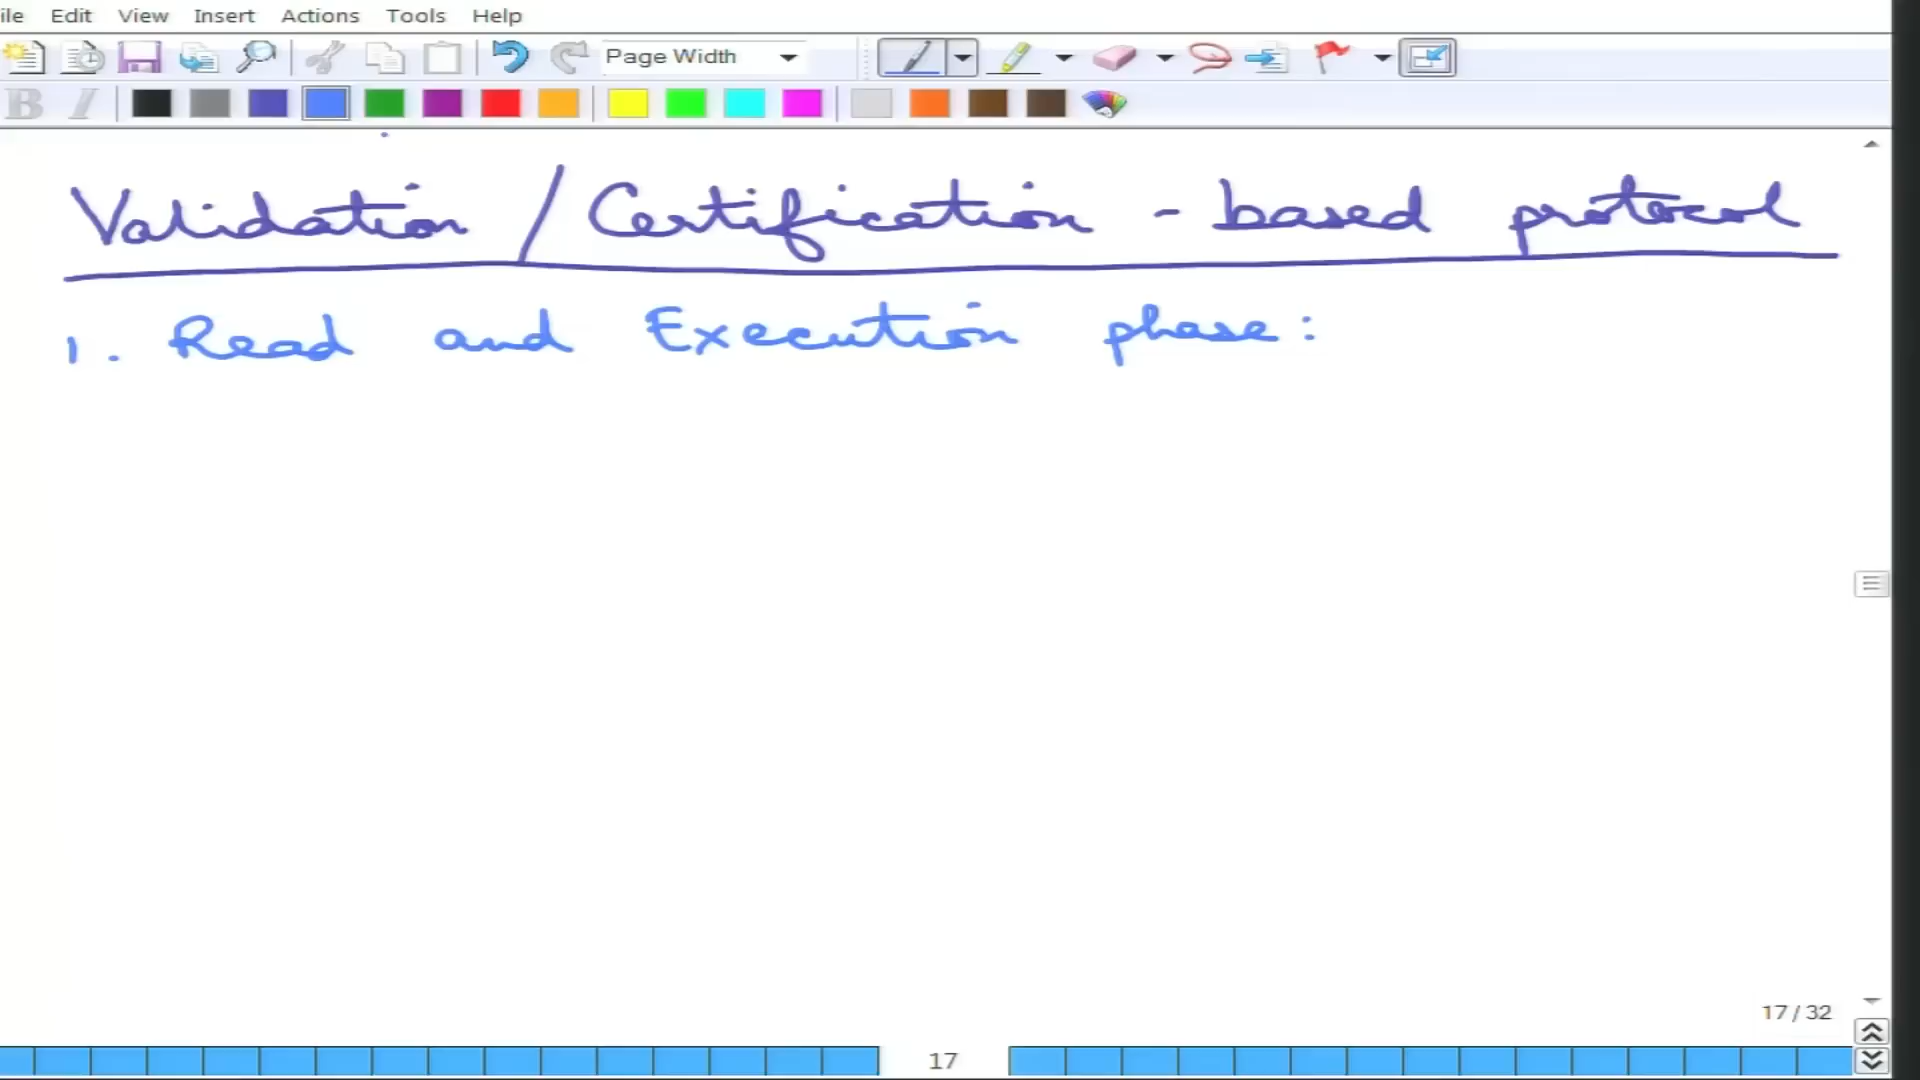 ile Edit View Insert Actions Tools Help
Page Width
B I
Validation / Certification - based protocol
1. Read and Execution phase:
17 / 32
17